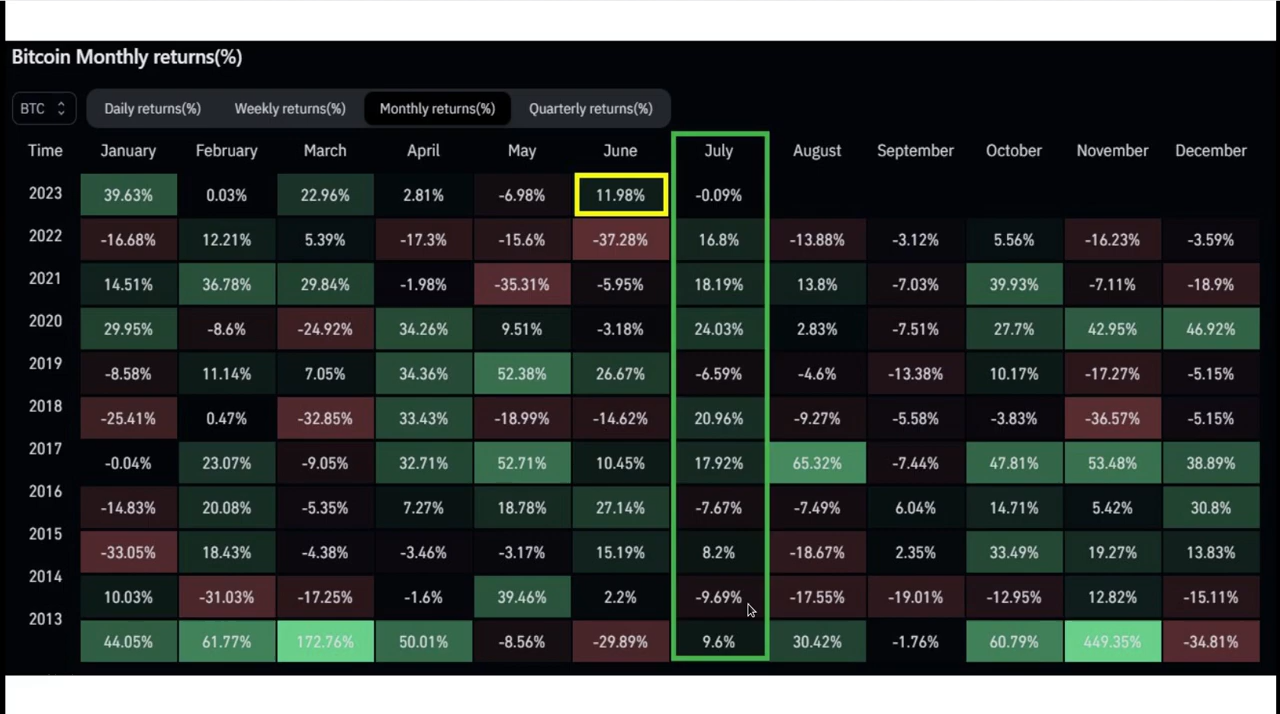 Bitcoin Monthly returns(%)
BTC Daily returns(%) Weekly returns(%) Monthly returns(%) Quarterly returns(%)
Time January February March April May June July August September October November December
2023 39.63% 0.03% 22.96% 2.81% -6.98% 11.98% -0.09%
2022 -16.68% 12.21% 5.39% -17.3% -15.6% -37.28% 16.8% -13.88% -3.12% 5.56% -16.23% -3.59%
2021 14.51% 36.78% 29.84% -1.98% -35.31% -5.95% 18.19% 13.8% -7.03% 39.93% -7.11% -18.9%
2020 29.95% -8.6% -24.92% 34.26% 9.51% -3.18% 24.03% 2.83% -7.51% 27.7% 42.95% 46.92%
2019 -8.58% 11.14% 7.05% 34.36% 52.38% 26.67% -6.59% -4.6% -13.38% 10.17% -17.27% -5.15%
2018 -25.41% 0.47% -32.85% 33.43% -18.99% -14.62% 20.96% -9.27% -5.58% -3.83% -36.57% -5.15%
2017 -0.04% 23.07% -9.05% 32.71% 52.71% 10.45% 17.92% 65.32% -7.44% 47.81% 53.48% 38.89%
2016 -14.83% 20.08% -5.35% 7.27% 18.78% 27.14% -7.67% -7.49% 6.04% 14.71% 5.42% 30.8%
2015 -33.05% 18.43% -4.38% -3.46% -3.17% 15.19% 8.2% -18.67% 2.35% 33.49% 19.27% 13.83%
2014 10.03% -31.03% -17.25% -1.6% 39.46% 2.2% -9.69% -17.55% -19.01% -12.95% 12.82% -15.11%
2013 44.05% 61.77% 172.76% 50.01% -8.56% -29.89% 9.6% 30.42% -1.76% 60.79% 449.35% -34.81%